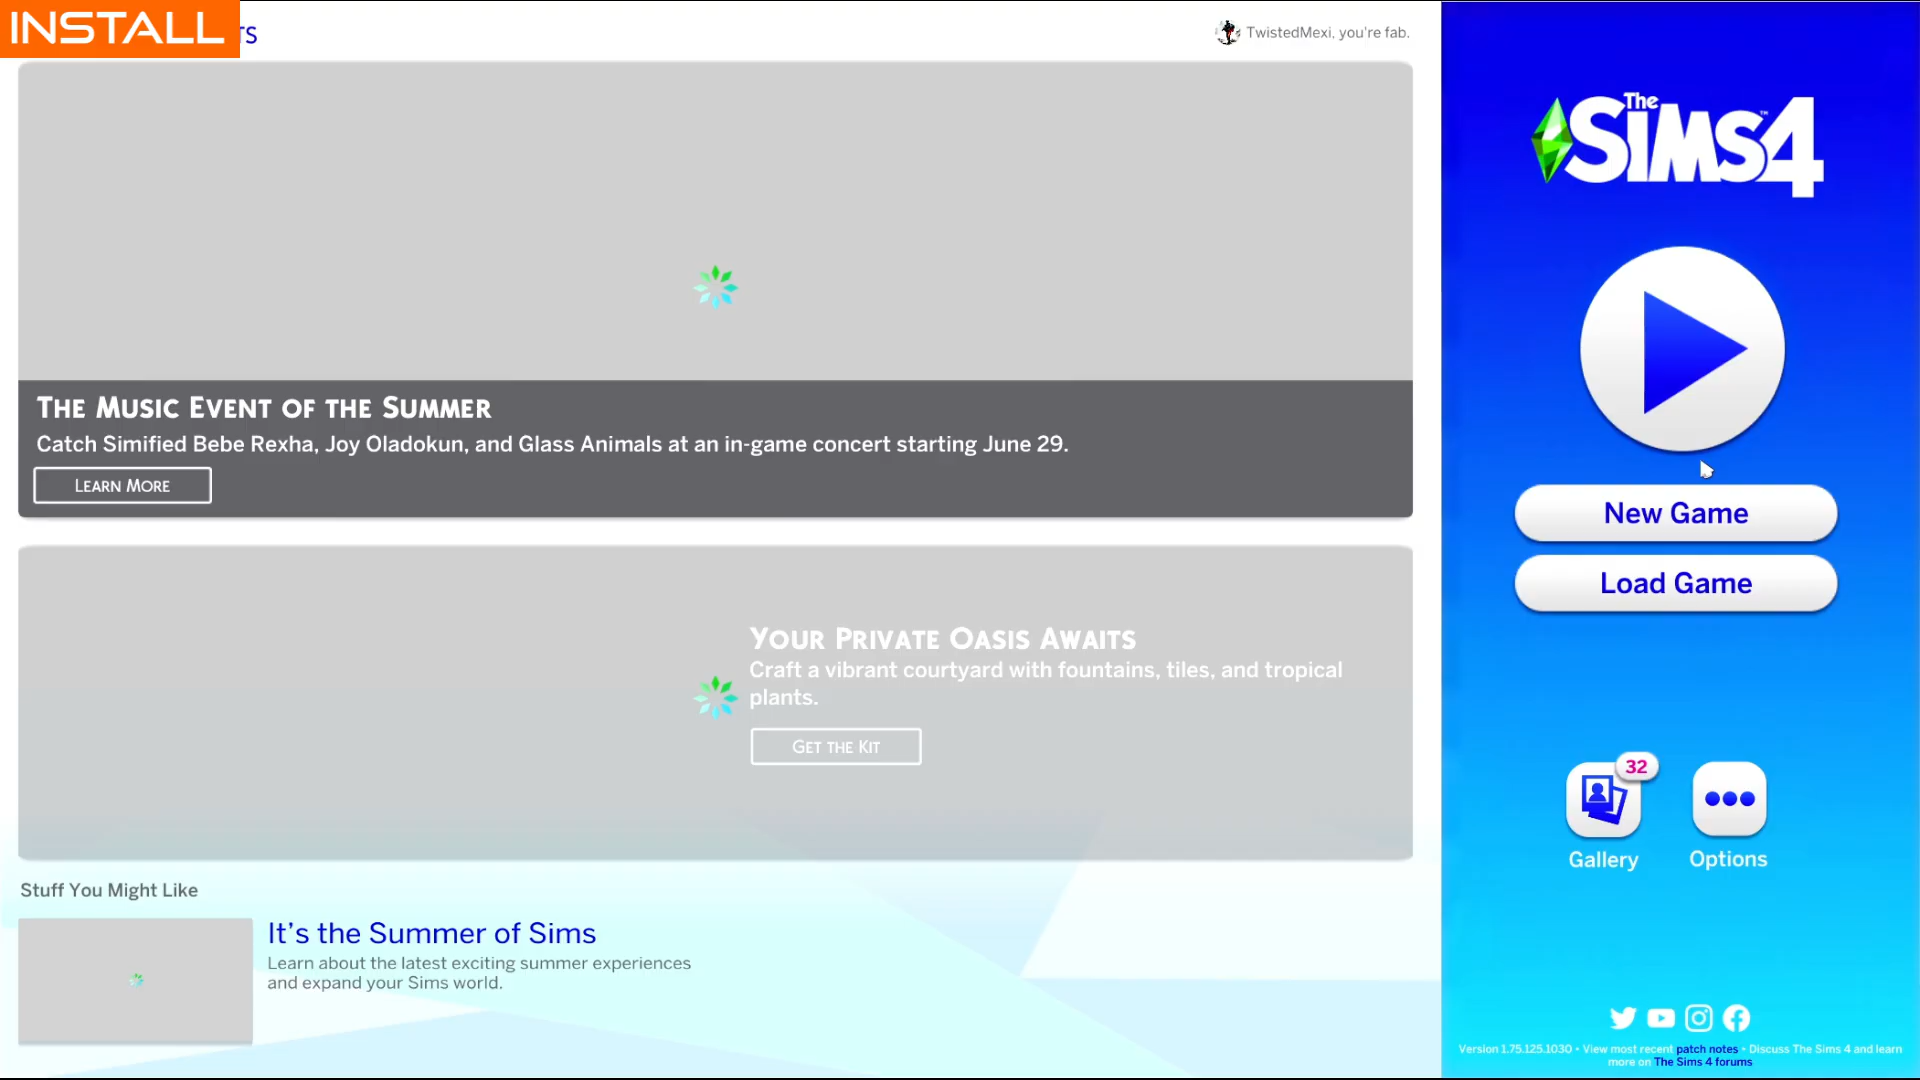 INSTALL
TS
TwistedMexi, you're fab.
The Music Event of the Summer
Catch Simified Bebe Rexha, Joy Oladokun, and Glass Animals at an in-game concert starting June 29.
Learn More
Your Private Oasis Awaits
Craft a vibrant courtyard with fountains, tiles, and tropical
plants.
Get the Kit
Stuff You Might Like
It's the Summer of Sims
Learn about the latest exciting summer experiences
and expand your Sims world.
The
SiMS4
™
New Game
Load Game
32
Gallery
Options
Version 1.75.125.1030 • View most recent patch notes • Discuss The Sims 4 and learn
more on The Sims 4 forums